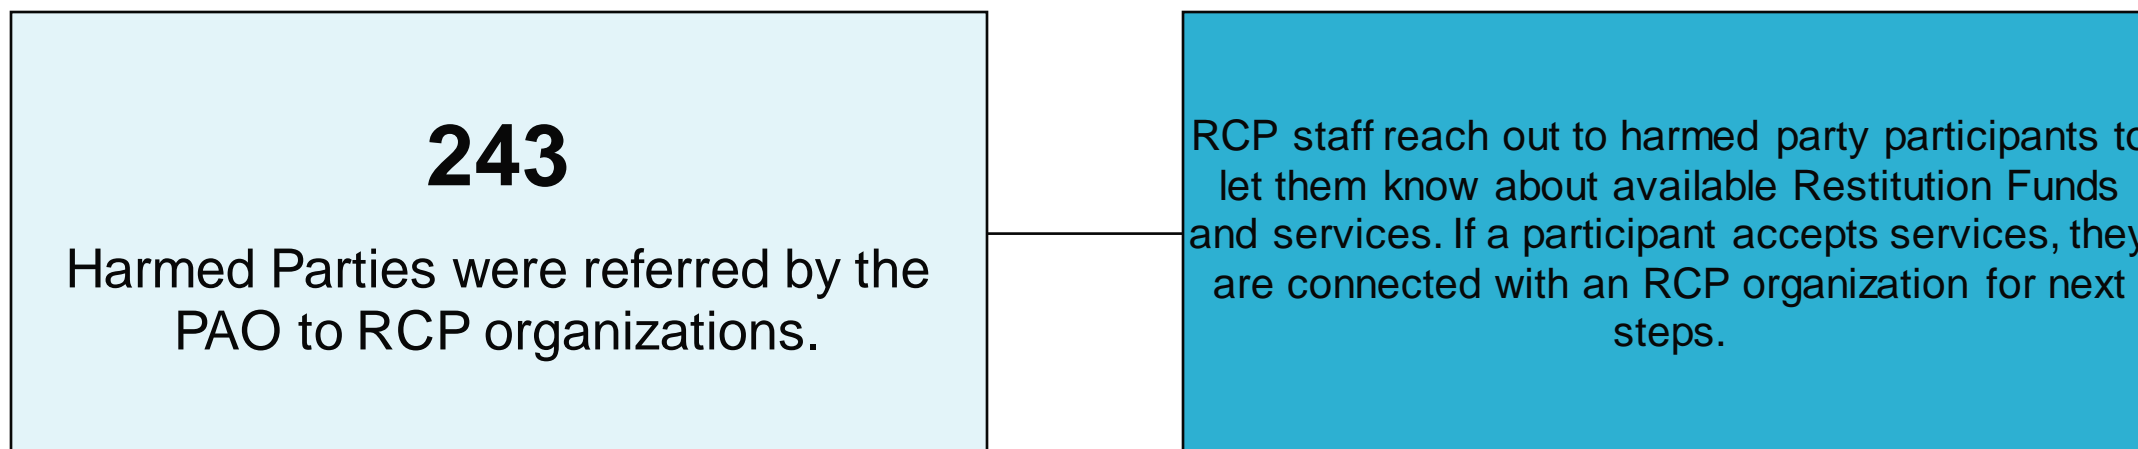 243
Harmed Parties were referred by the
PAO to RCP organizations.
RCP staff reach out to harmed party participants to
let them know about available Restitution Funds
and services. If a participant accepts services, they
are connected with an RCP organization for next
steps.